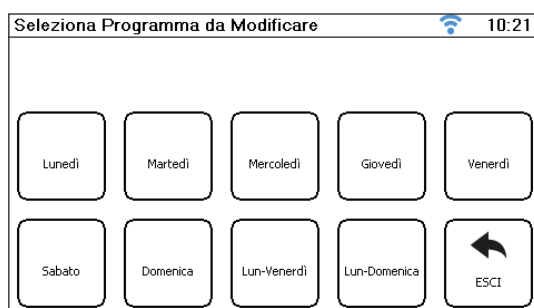 Seleziona Programma da Modificare 10:21
Lunedì Martedì Mercoledì Giovedì Venerdì
Sabato Domenica Lun-Venerdì Lun-Domenica ESCI